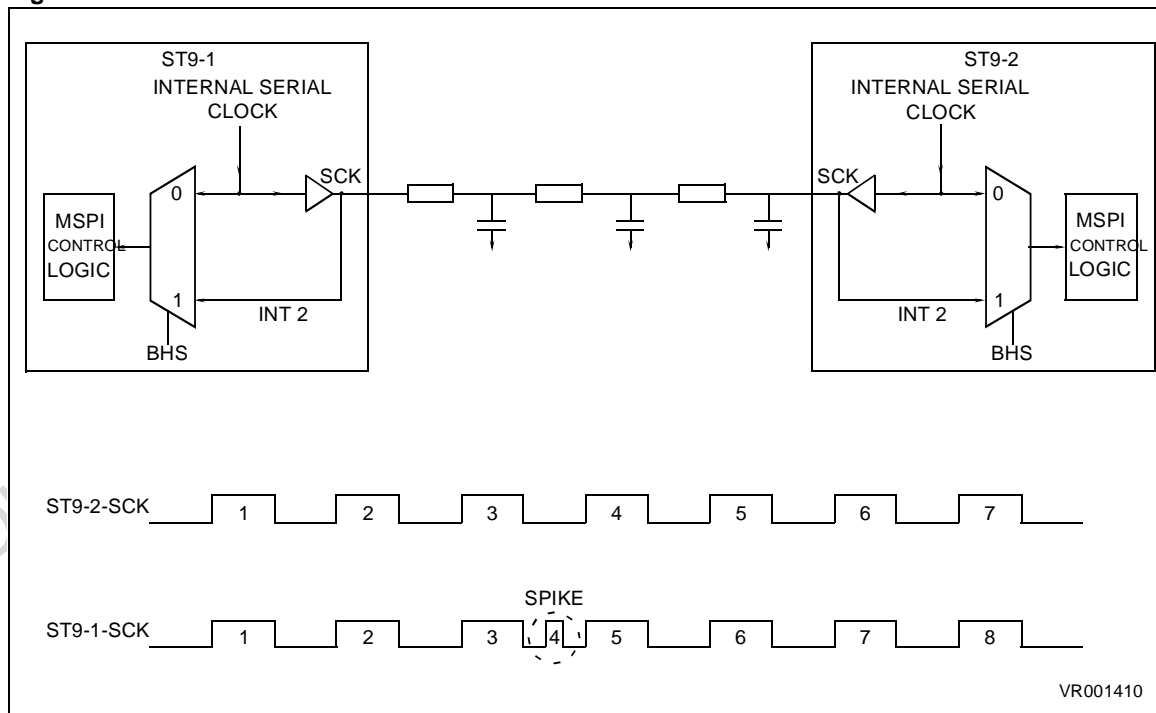 ST9-1
INTERNAL SERIAL
CLOCK
SCK
0
MSPI
CONTROL
LOGIC
1
INT 2
BHS
ST9-2
INTERNAL SERIAL
CLOCK
SCK
0
MSPI
CONTROL
LOGIC
1
INT 2
BHS
ST9-2-SCK 1 2 3 4 5 6 7
SPIKE
ST9-1-SCK 1 2 3 4 5 6 7 8
VR001410